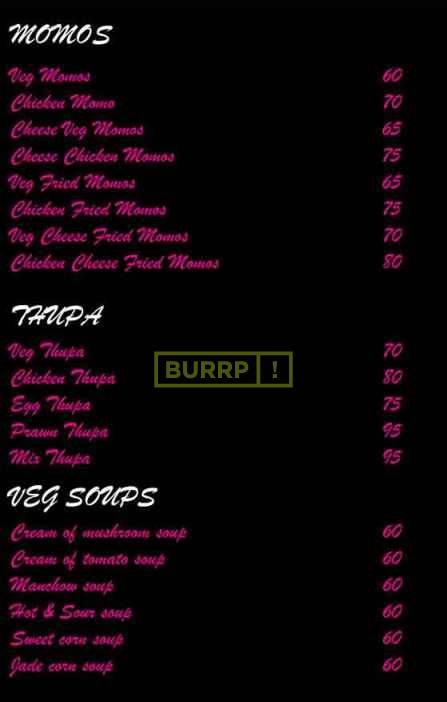 MOMOS
Veg Momos 60
Chicken Momo 70
Cheese Veg Momos 65
Cheese Chicken Momos 75
Veg Fried Momos 65
Chicken Fried Momos 75
Veg Cheese Fried Momos 70
Chicken Cheese Fried Momos 80
THUPA
Veg Thupa 70
Chicken Thupa 80
BURRP !
Egg Thupa 75
Prawn Thupa 95
Mix Thupa 95
VEG SOUPS
Cream of mushroom soup 60
Cream of tomato soup 60
Manchow soup 60
Hot & Sour soup 60
Sweet corn soup 60
Jade corn soup 60